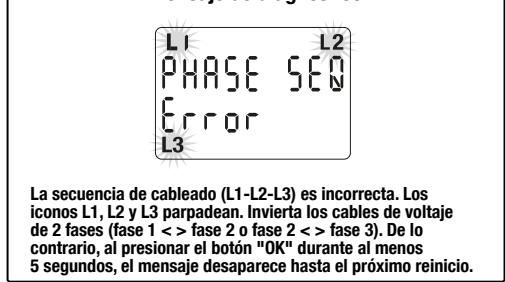 L1 L2
PHASE SEQ
Error
L3
La secuencia de cableado (L1-L2-L3) es incorrecta. Los
iconos L1, L2 y L3 parpadean. Invierta los cables de voltaje
de 2 fases (fase 1 < > fase 2 o fase 2 < > fase 3). De lo
contrario, al presionar el botón "OK" durante al menos
5 segundos, el mensaje desaparece hasta el próximo reinicio.